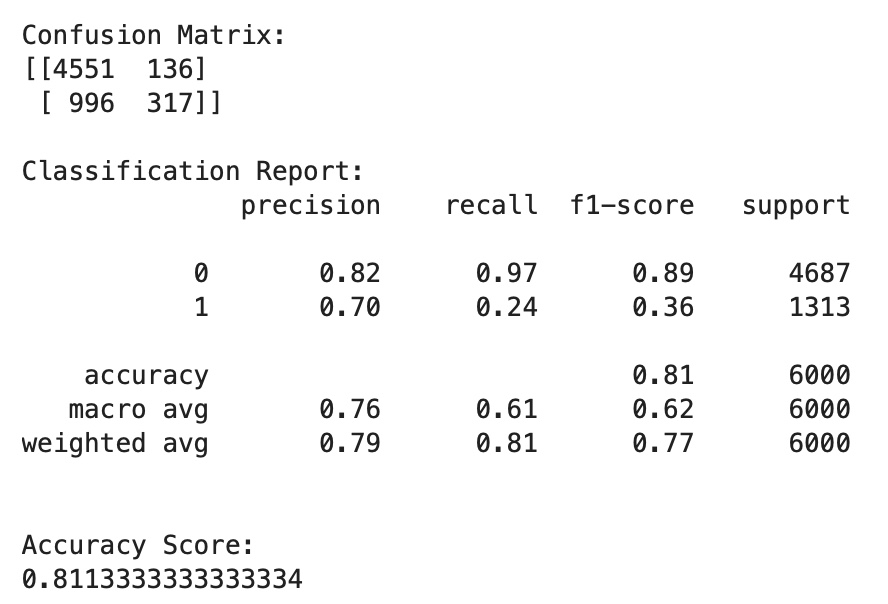 Confusion Matrix:
[[4551  136]
 [ 996  317]]
Classification Report:
              precision    recall  f1-score   support
           0       0.82      0.97      0.89      4687
           1       0.70      0.24      0.36      1313
    accuracy                           0.81      6000
   macro avg       0.76      0.61      0.62      6000
weighted avg       0.79      0.81      0.77      6000
Accuracy Score:
0.8113333333333334